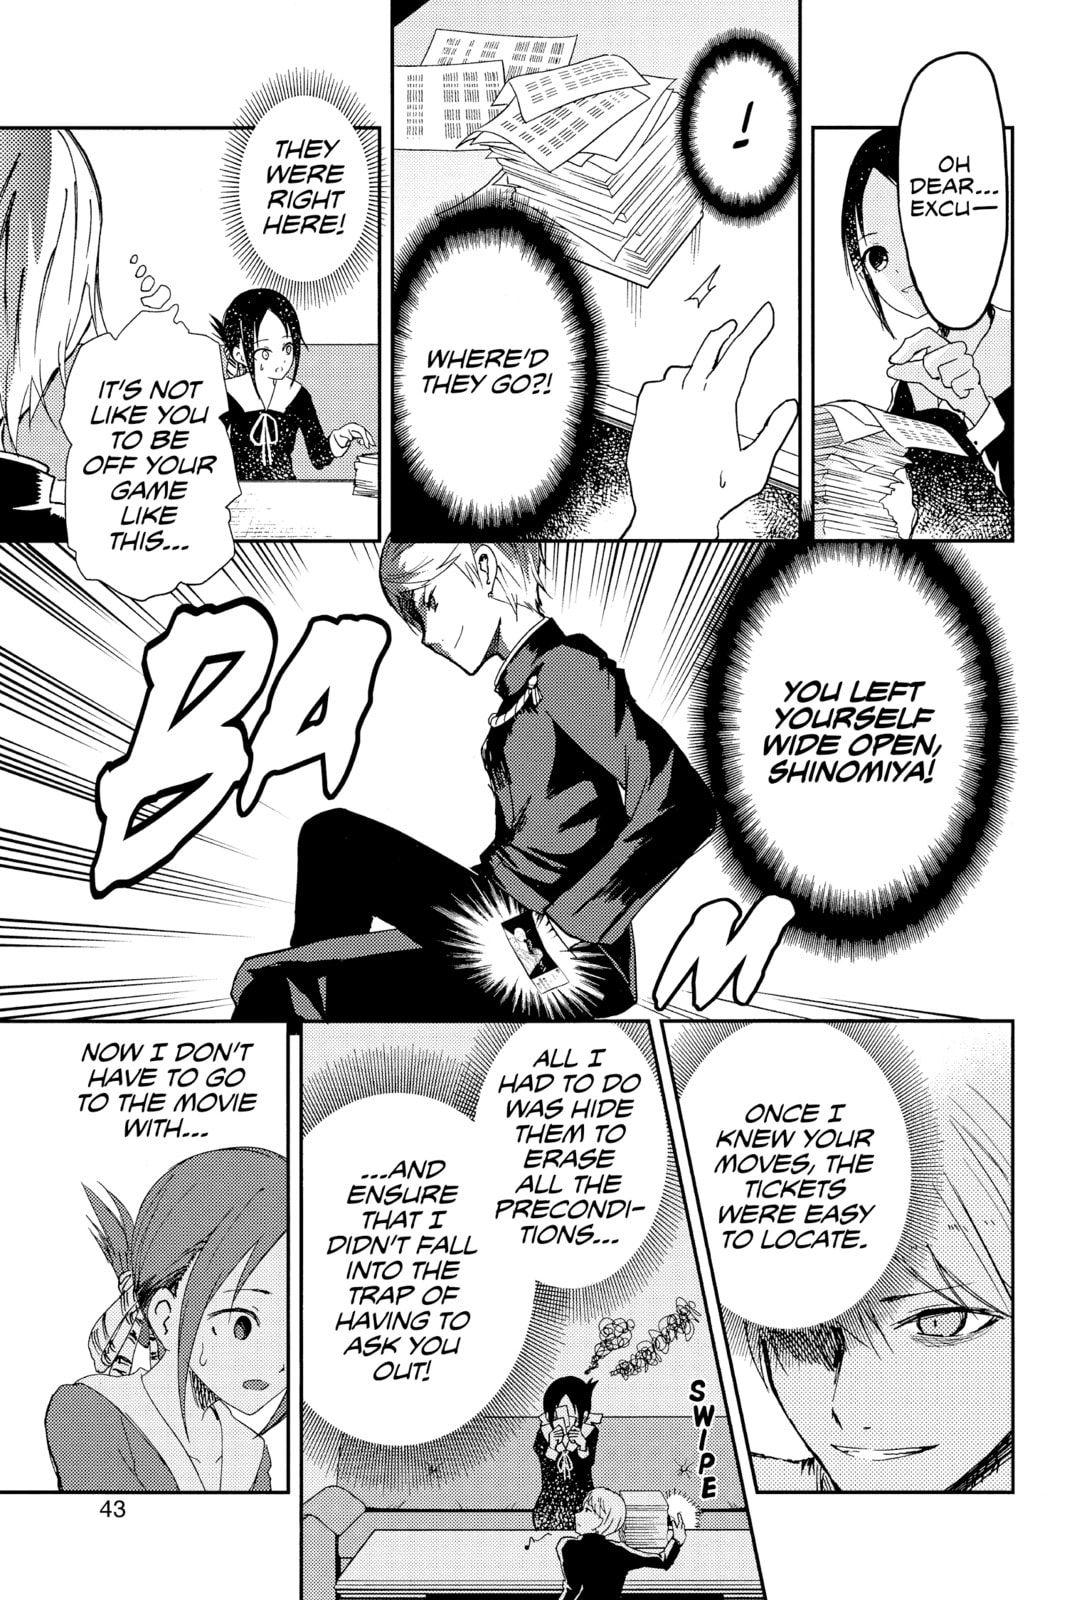 OH
DEAR...
EXCU—
!
WHERE'D
THEY GO?!
THEY
WERE
RIGHT
HERE!
IT'S NOT
LIKE YOU
TO BE
OFF YOUR
GAME
LIKE
THIS...
YOU LEFT
YOURSELF
WIDE OPEN,
SHINOMIYA!
BA
M
ONCE I
KNEW YOUR
MOVES, THE
TICKETS
WERE EASY
TO LOCATE.
ALL I
HAD TO DO
WAS HIDE
THEM TO
ERASE
ALL THE
PRECONDI-
TIONS...
...AND
ENSURE
THAT I
DIDN'T FALL
INTO THE
TRAP OF
HAVING TO
ASK YOU
OUT!
SWIPE
NOW I DON'T
HAVE TO GO
TO THE MOVIE
WITH...
43